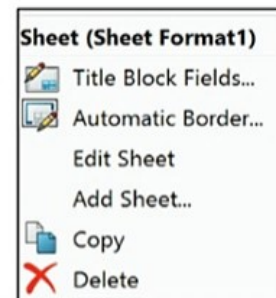 Sheet (Sheet Format1)
Title Block Fields...
Automatic Border...
Edit Sheet
Add Sheet...
Copy
Delete